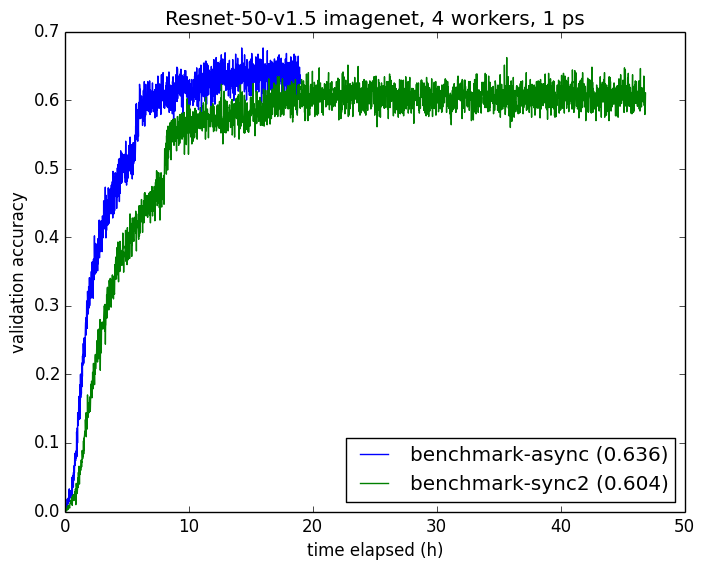 Resnet-50-v1.5 imagenet, 4 workers, 1 ps
0.7
0.6
0.5
0.4
0.3
0.2
0.1
0.0
validation accuracy
benchmark-async (0.636)
benchmark-sync2 (0.604)
0 10 20 30 40 50
time elapsed (h)